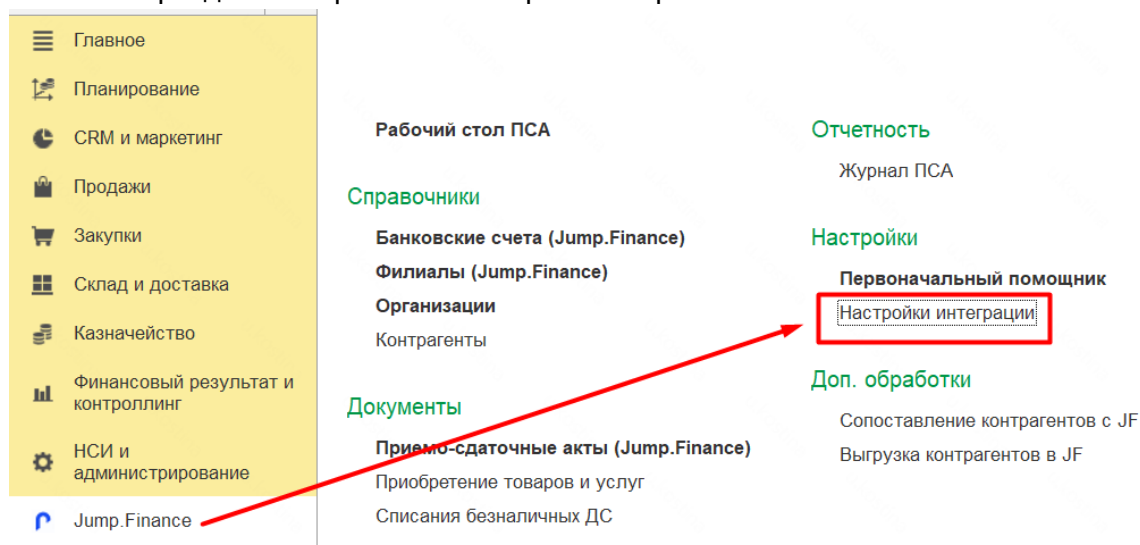 Главное
Планирование
CRM и маркетинг
Продажи
Закупки
Склад и доставка
Казначейство
Финансовый результат и
контроллинг
НСИ и
администрирование
Jump.Finance
Рабочий стол ПСА
Справочники
Банковские счета (Jump.Finance)
Филиалы (Jump.Finance)
Организации
Контрагенты
Документы
Приемо-сдаточные акты (Jump.Finance)
Приобретение товаров и услуг
Списания безналичных ДС
Отчетность
Журнал ПСА
Настройки
Первоначальный помощник
Настройки интеграции
Доп. обработки
Сопоставление контрагентов с JF
Выгрузка контрагентов в JF